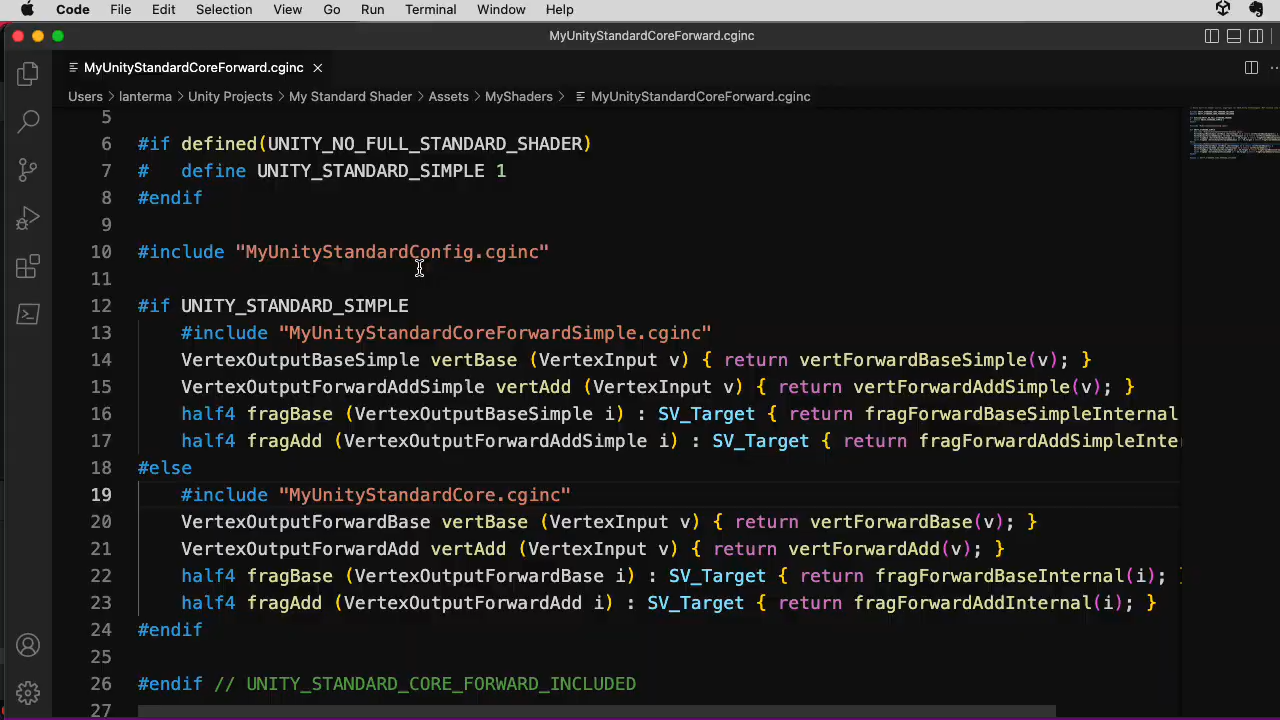 Code File Edit Selection View Go Run Terminal Window Help
MyUnityStandardCoreForward.cginc
MyUnityStandardCoreForward.cginc
Users > lanterma > Unity Projects > My Standard Shader > Assets > MyShaders > MyUnityStandardCoreForward.cginc
5
6 #if defined(UNITY_NO_FULL_STANDARD_SHADER)
7 #   define UNITY_STANDARD_SIMPLE 1
8 #endif
9
10 #include "MyUnityStandardConfig.cginc"
11
12 #if UNITY_STANDARD_SIMPLE
13     #include "MyUnityStandardCoreForwardSimple.cginc"
14     VertexOutputBaseSimple vertBase (VertexInput v) { return vertForwardBaseSimple(v); }
15     VertexOutputForwardAddSimple vertAdd (VertexInput v) { return vertForwardAddSimple(v); }
16     half4 fragBase (VertexOutputBaseSimple i) : SV_Target { return fragForwardBaseSimpleInternal
17     half4 fragAdd (VertexOutputForwardAddSimple i) : SV_Target { return fragForwardAddSimpleInter
18 #else
19     #include "MyUnityStandardCore.cginc"
20     VertexOutputForwardBase vertBase (VertexInput v) { return vertForwardBase(v); }
21     VertexOutputForwardAdd vertAdd (VertexInput v) { return vertForwardAdd(v); }
22     half4 fragBase (VertexOutputForwardBase i) : SV_Target { return fragForwardBaseInternal(i); }
23     half4 fragAdd (VertexOutputForwardAdd i) : SV_Target { return fragForwardAddInternal(i); }
24 #endif
25
26 #endif // UNITY_STANDARD_CORE_FORWARD_INCLUDED
27